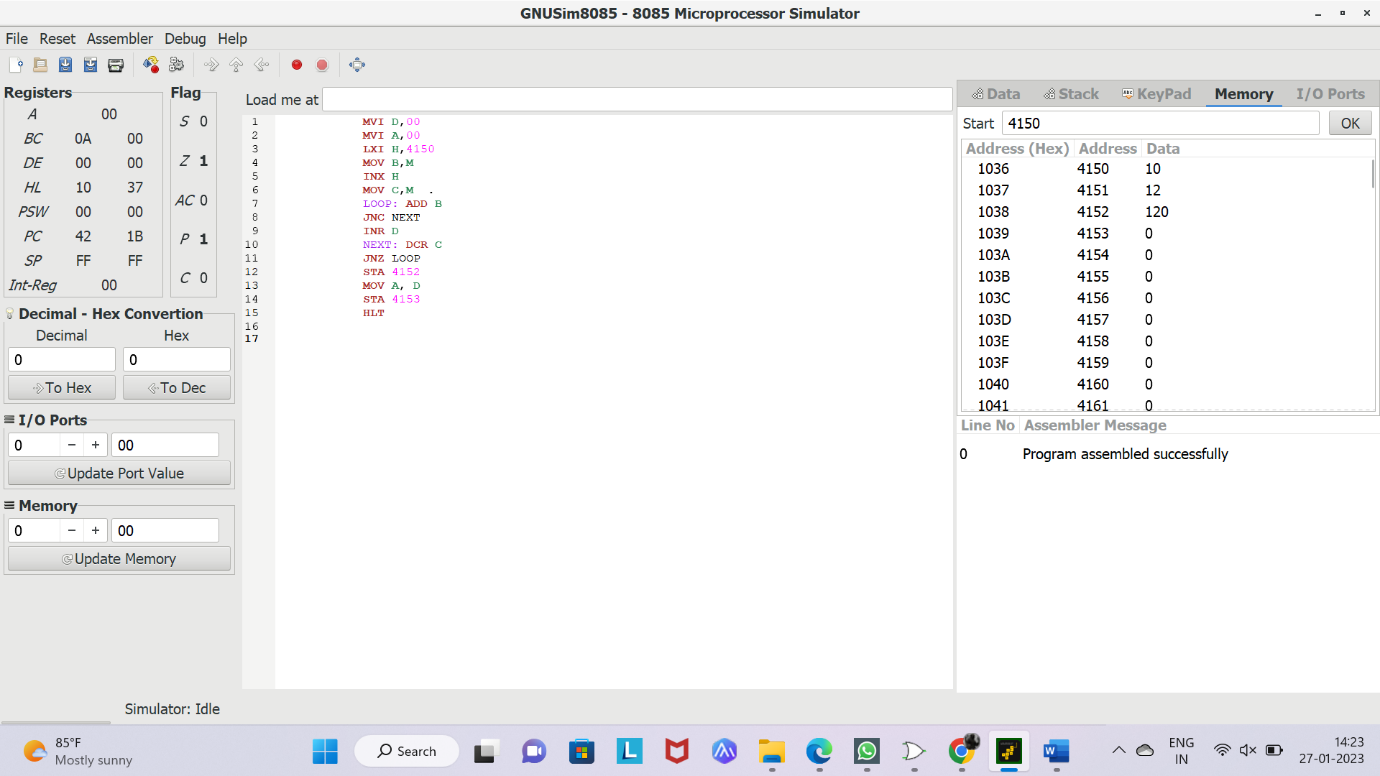 GNUSim8085 - 8085 Microprocessor Simulator
File Reset Assembler Debug Help
Registers
A 00
BC 0A 00
DE 00 00
HL 10 37
PSW 00 00
PC 42 1B
SP FF FF
Int-Reg 00
Flag
S 0
Z 1
AC 0
P 1
C 0
Decimal - Hex Convertion
Decimal Hex
0 0
To Hex To Dec
I/O Ports
0 - + 00
Update Port Value
Memory
0 - + 00
Update Memory
Load me at
1 MVI D,00
2 MVI A,00
3 LXI H,4150
4 MOV B,M
5 INX H
6 MOV C,M .
7 LOOP: ADD B
8 JNC NEXT
9 INR D
10 NEXT: DCR C
11 JNZ LOOP
12 STA 4152
13 MOV A, D
14 STA 4153
15 HLT
16
17
Data Stack KeyPad Memory I/O Ports
Start 4150 OK
Address (Hex) Address Data
1036 4150 10
1037 4151 12
1038 4152 120
1039 4153 0
103A 4154 0
103B 4155 0
103C 4156 0
103D 4157 0
103E 4158 0
103F 4159 0
1040 4160 0
1041 4161 0
Line No Assembler Message
0 Program assembled successfully
Simulator: Idle
85°F
Mostly sunny
Search
ENG
IN
14:23
27-01-2023